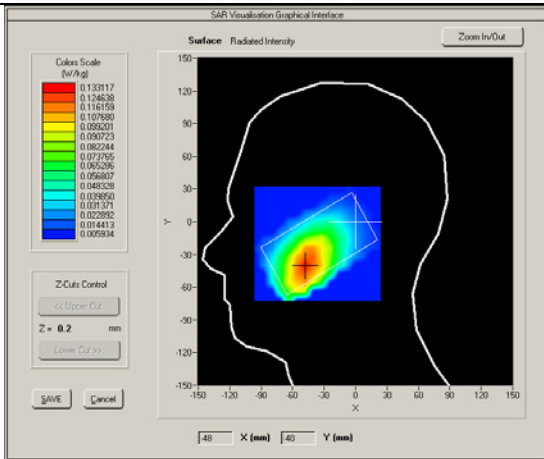 SAR Visualisation Graphical Interface
Surface Radiated Intensity
Zoom In/Out
Colors Scale
(W/kg)
0.133117
0.124638
0.116159
0.107680
0.099201
0.090723
0.082244
0.073765
0.065286
0.056807
0.048328
0.039850
0.031371
0.022892
0.014413
0.005934
Z-Cuts Control
<< Upper Cut
Z = 0.2 mm
Lower Cut >>
SAVE Cancel
150
120
90
60
30
0
-30
-60
-90
-120
-150
Y
-150 -120 -90 -60 -30 0 30 60 90 120 150
X
-48 X (mm) -40 Y (mm)